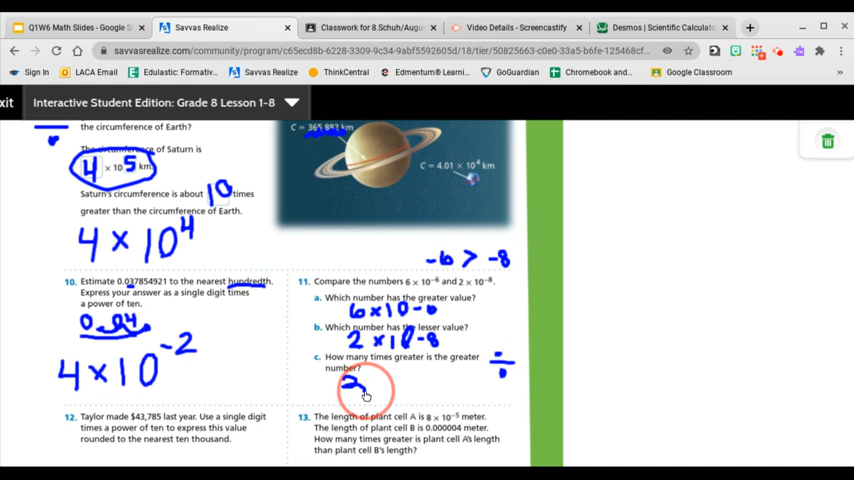 Q1W6 Math Slides - Google S
Savvas Realize
Classwork for 8.Schuh/Augu
Video Details - Screencastify
Desmos | Scientific Calculato
savvasrealize.com/community/program/c65ecd6b-6228-3309-9c34-9abf5592605d/18/tier/50825663-c0e0-33a5-b6fe-125468cf...
Sign In
LACA Email
Edulastic: Formativ...
Savvas Realize
ThinkCentral
Edmentum® Learni...
GoGuardian
Chromebook and...
Google Classroom
xit
Interactive Student Edition: Grade 8 Lesson 1-8
the circumference of Earth?
The circumference of Saturn is
4 × 10 5 km.
Saturn's circumference is about 10 times
greater than the circumference of Earth.
4 × 10^4
C = 365,882 km
C = 4.01 × 10⁴ km
10. Estimate 0.037854921 to the nearest hundredth.
Express your answer as a single digit times
a power of ten.
0.04
4 × 10^-2
-6 > -8
11. Compare the numbers 6 × 10⁻⁶ and 2 × 10⁻⁸.
a. Which number has the greater value?
6 × 10 -6
b. Which number has the lesser value?
2 × 10 -8
c. How many times greater is the greater
number?
÷
12. Taylor made $43,785 last year. Use a single digit
times a power of ten to express this value
rounded to the nearest ten thousand.
13. The length of plant cell A is 8 × 10⁻⁵ meter.
The length of plant cell B is 0.000004 meter.
How many times greater is plant cell A's length
than plant cell B's length?